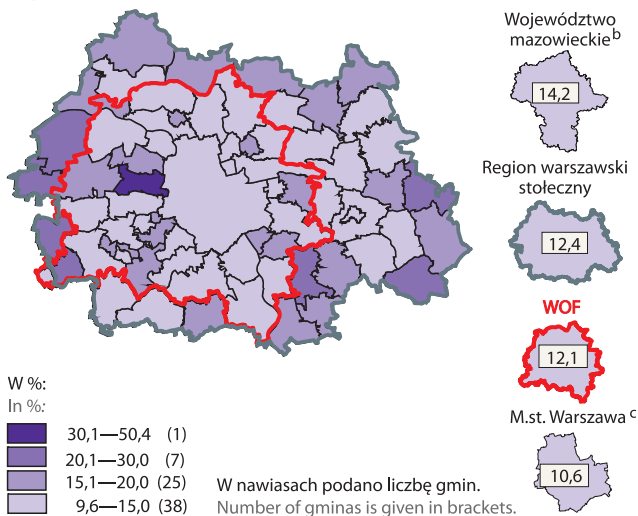 Województwo
mazowieckie b
14,2
Region warszawski
stołeczny
12,4
WOF
12,1
M.st. Warszawa c
10,6
W %:
In %:
30,1—50,4 (1)
20,1—30,0 (7)
15,1—20,0 (25)
9,6—15,0 (38)
W nawiasach podano liczbę gmin.
Number of gminas is given in brackets.